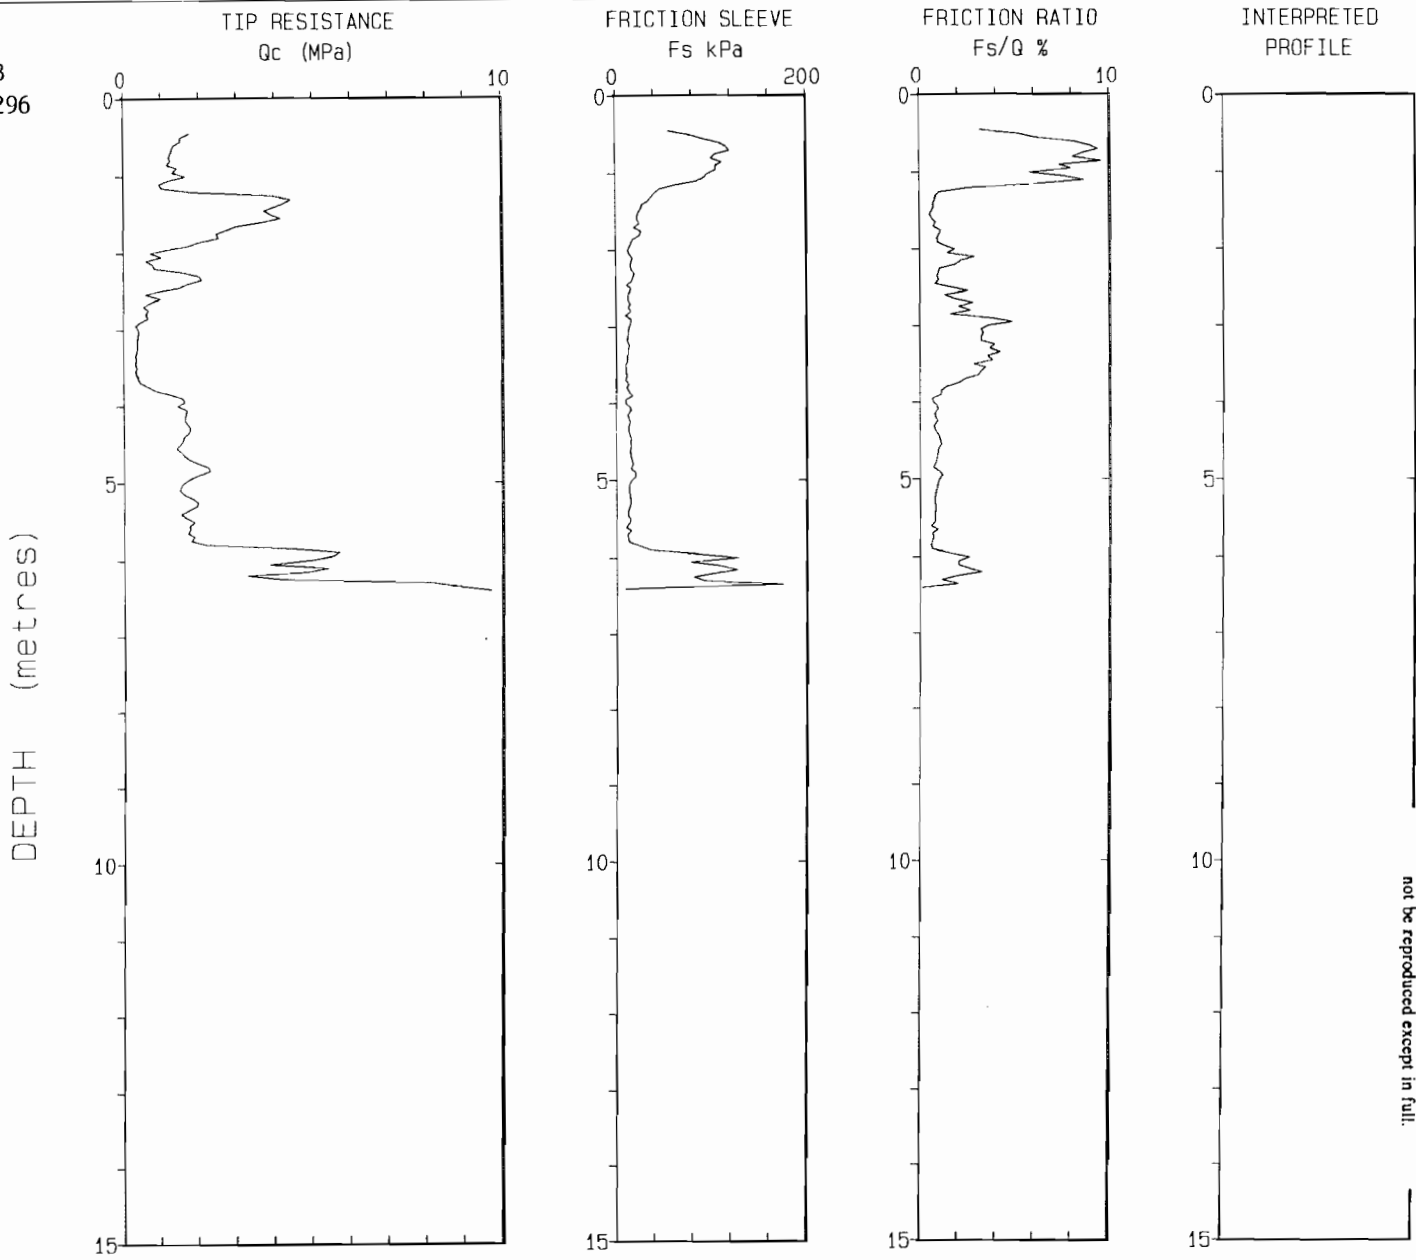 TIP RESISTANCE
Qc (MPa)
0 10
FRICTION SLEEVE
Fs kPa
0 200
FRICTION RATIO
Fs/Q %
0 10
INTERPRETED
PROFILE
296
0
5
10
15
0
5
10
15
0
5
10
15
0
5
10
15
DEPTH (metres)
not be reproduced except in full.